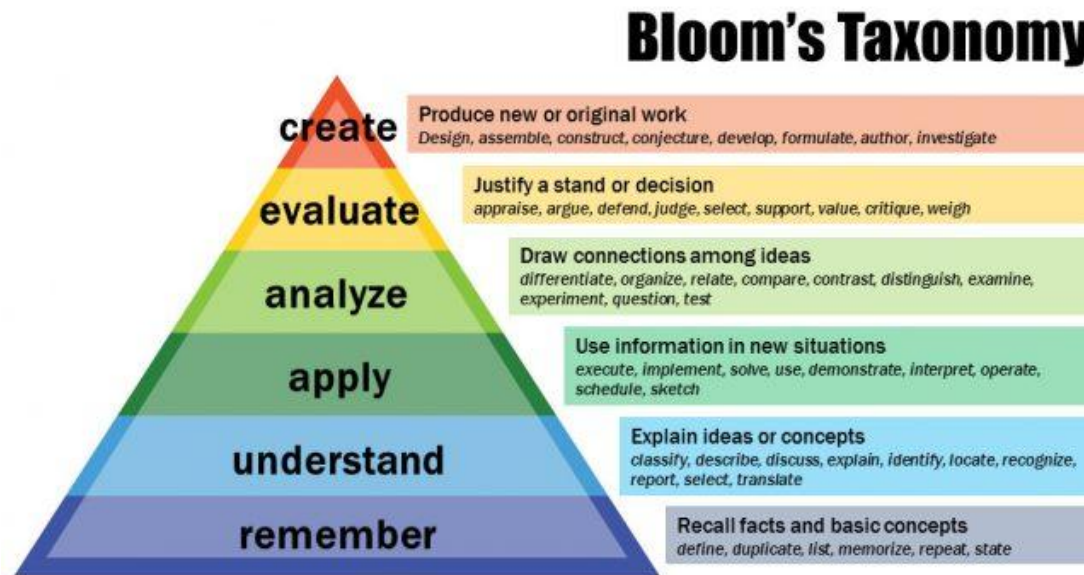 Bloom's Taxonomy
create
Produce new or original work
Design, assemble, construct, conjecture, develop, formulate, author, investigate
evaluate
Justify a stand or decision
appraise, argue, defend, judge, select, support, value, critique, weigh
analyze
Draw connections among ideas
differentiate, organize, relate, compare, contrast, distinguish, examine,
experiment, question, test
apply
Use information in new situations
execute, implement, solve, use, demonstrate, interpret, operate,
schedule, sketch
understand
Explain ideas or concepts
classify, describe, discuss, explain, identify, locate, recognize,
report, select, translate
remember
Recall facts and basic concepts
define, duplicate, list, memorize, repeat, state